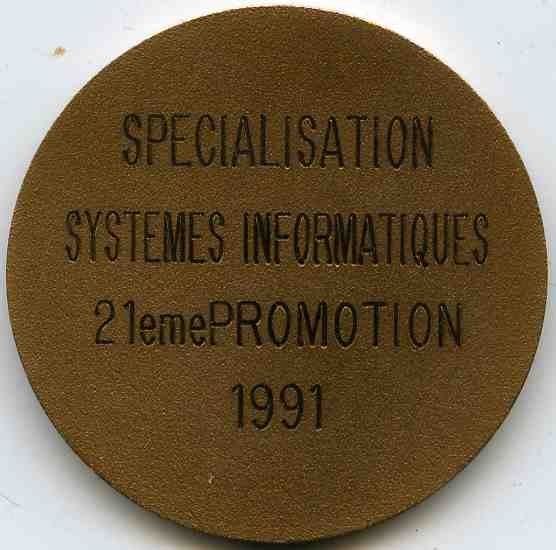 SPECIALISATION
SYSTEMES INFORMATIQUES
21emePROMOTION
1991